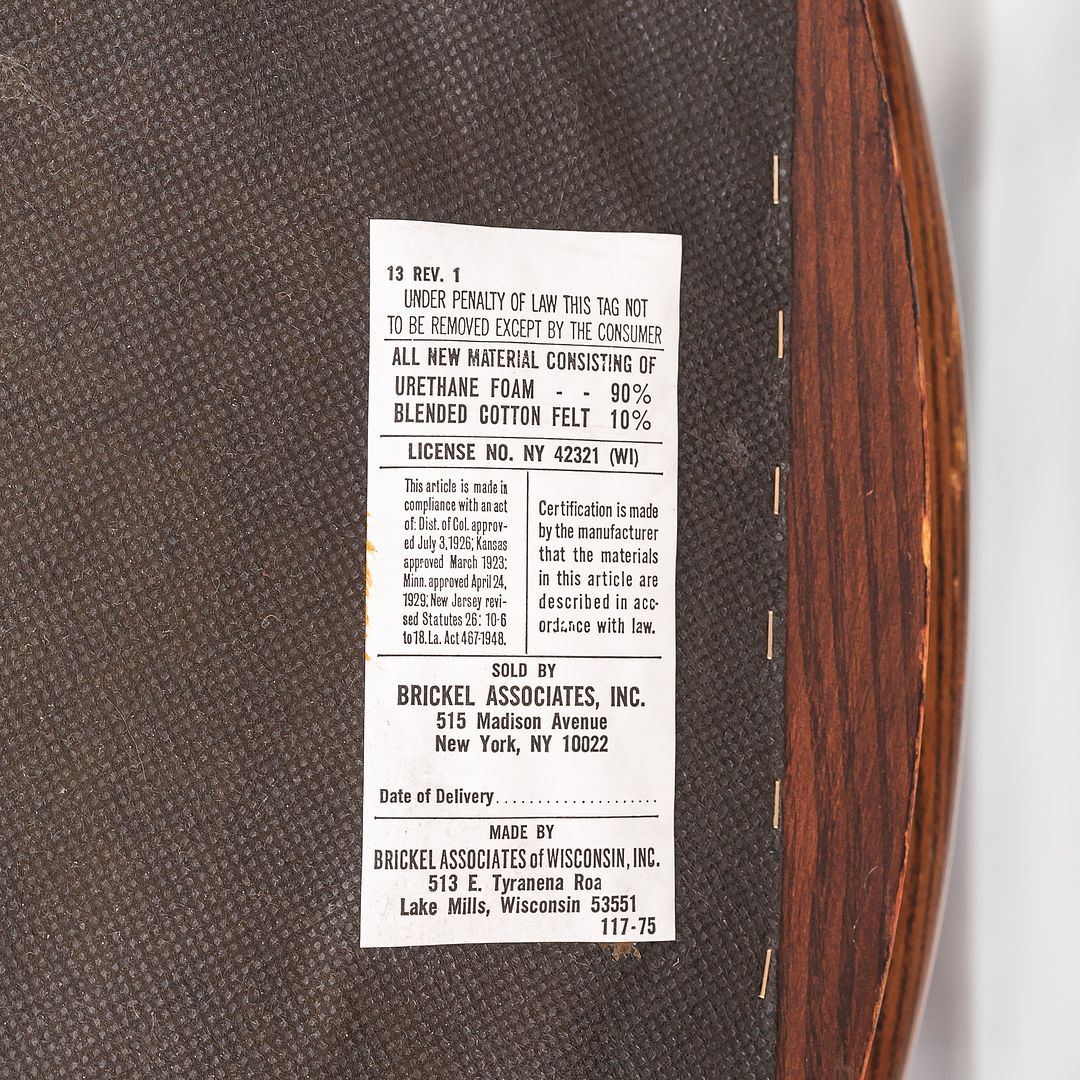 13 REV. 1
UNDER PENALTY OF LAW THIS TAG NOT
TO BE REMOVED EXCEPT BY THE CONSUMER
ALL NEW MATERIAL CONSISTING OF
URETHANE FOAM - - 90%
BLENDED COTTON FELT 10%
LICENSE NO. NY 42321 (WI)
This article is made in
compliance with an act
of: Dist. of Col. approv-
ed July 3, 1926; Kansas
approved March 1923:
Minn. approved April 24,
1929; New Jersey revi-
sed Statutes 26: 10-6
to 18. La. Act 467-1948.
Certification is made
by the manufacturer
that the materials
in this article are
described in acc-
ordance with law.
SOLD BY
BRICKEL ASSOCIATES, INC.
515 Madison Avenue
New York, NY 10022
Date of Delivery....................
MADE BY
BRICKEL ASSOCIATES of WISCONSIN, INC.
513 E. Tyranena Roa
Lake Mills, Wisconsin 53551
117-75